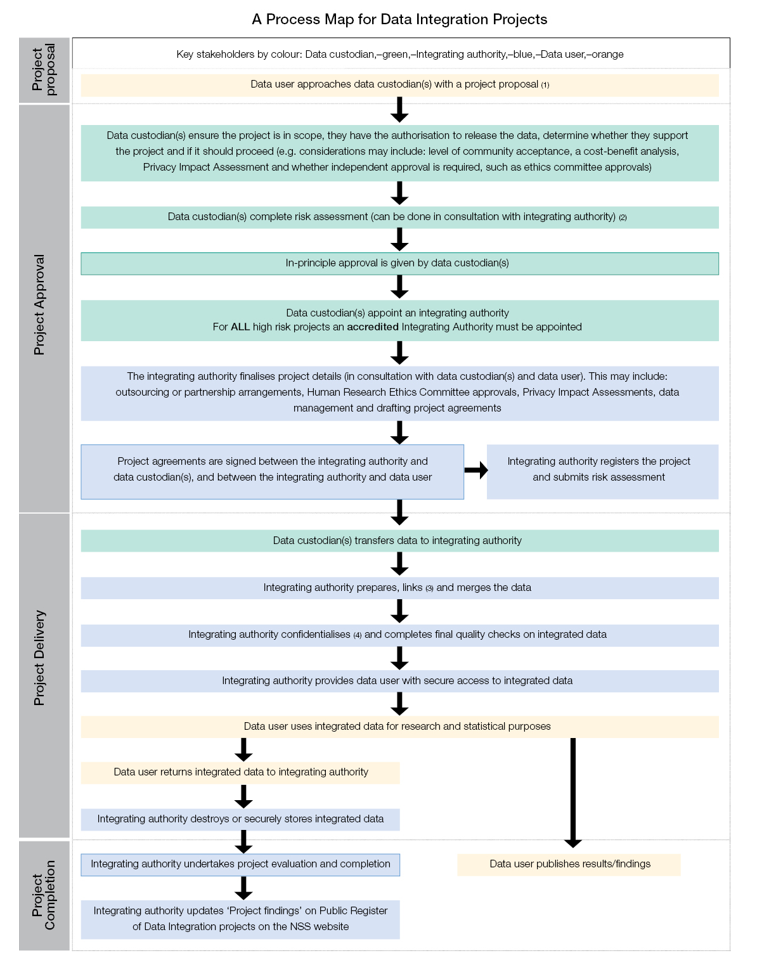 A Process Map for Data Integration Projects
Project
proposal
Key stakeholders by colour: Data custodian,–green,–Integrating authority,–blue,–Data user,–orange
Data user approaches data custodian(s) with a project proposal (1)
Project Approval
Data custodian(s) ensure the project is in scope, they have the authorisation to release the data, determine whether they support
the project and if it should proceed (e.g. considerations may include: level of community acceptance, a cost-benefit analysis,
Privacy Impact Assessment and whether independent approval is required, such as ethics committee approvals)
Data custodian(s) complete risk assessment (can be done in consultation with integrating authority) (2)
In-principle approval is given by data custodian(s)
Data custodian(s) appoint an integrating authority
For ALL high risk projects an accredited Integrating Authority must be appointed
The integrating authority finalises project details (in consultation with data custodian(s) and data user). This may include:
outsourcing or partnership arrangements, Human Research Ethics Committee approvals, Privacy Impact Assessments, data
management and drafting project agreements
Project agreements are signed between the integrating authority and
data custodian(s), and between the integrating authority and data user
Integrating authority registers the project
and submits risk assessment
Project Delivery
Data custodian(s) transfers data to integrating authority
Integrating authority prepares, links (3) and merges the data
Integrating authority confidentialises (4) and completes final quality checks on integrated data
Integrating authority provides data user with secure access to integrated data
Data user uses integrated data for research and statistical purposes
Data user returns integrated data to integrating authority
Integrating authority destroys or securely stores integrated data
Project
Completion
Integrating authority undertakes project evaluation and completion
Data user publishes results/findings
Integrating authority updates ‘Project findings’ on Public Register
of Data Integration projects on the NSS website